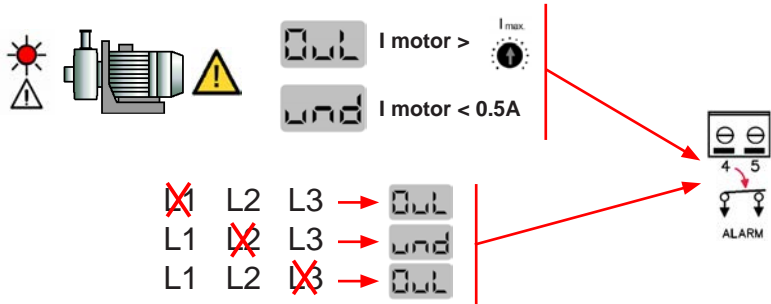 I max.
OuL I motor >
und I motor < 0.5A
4 5
ALARM
L1 L2 L3 OuL
L1 L2 L3 und
L1 L2 L3 OuL